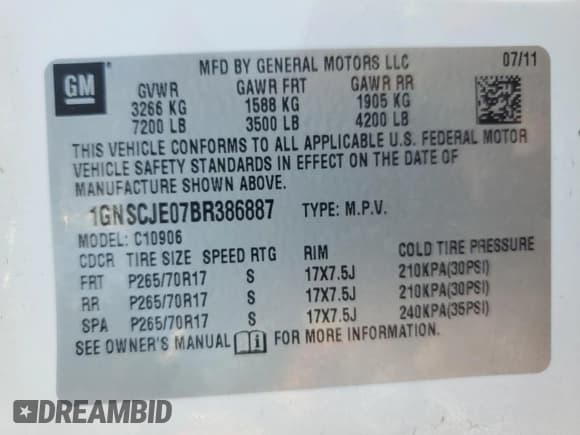 GM
MFD BY GENERAL MOTORS LLC 07/11
GVWR GAWR FRT GAWR RR
3266 KG 1588 KG 1905 KG
7200 LB 3500 LB 4200 LB
THIS VEHICLE CONFORMS TO ALL APPLICABLE U.S. FEDERAL MOTOR
VEHICLE SAFETY STANDARDS IN EFFECT ON THE DATE OF
MANUFACTURE SHOWN ABOVE.
1GNSCJE07BR386887 TYPE: M.P.V.
MODEL: C10906
CDCR TIRE SIZE SPEED RTG RIM COLD TIRE PRESSURE
FRT P265/70R17 S 17X7.5J 210KPA(30PSI)
RR P265/70R17 S 17X7.5J 210KPA(30PSI)
SPA P265/70R17 S 17X7.5J 240KPA(35PSI)
SEE OWNER'S MANUAL i FOR MORE INFORMATION.
DREAMBID